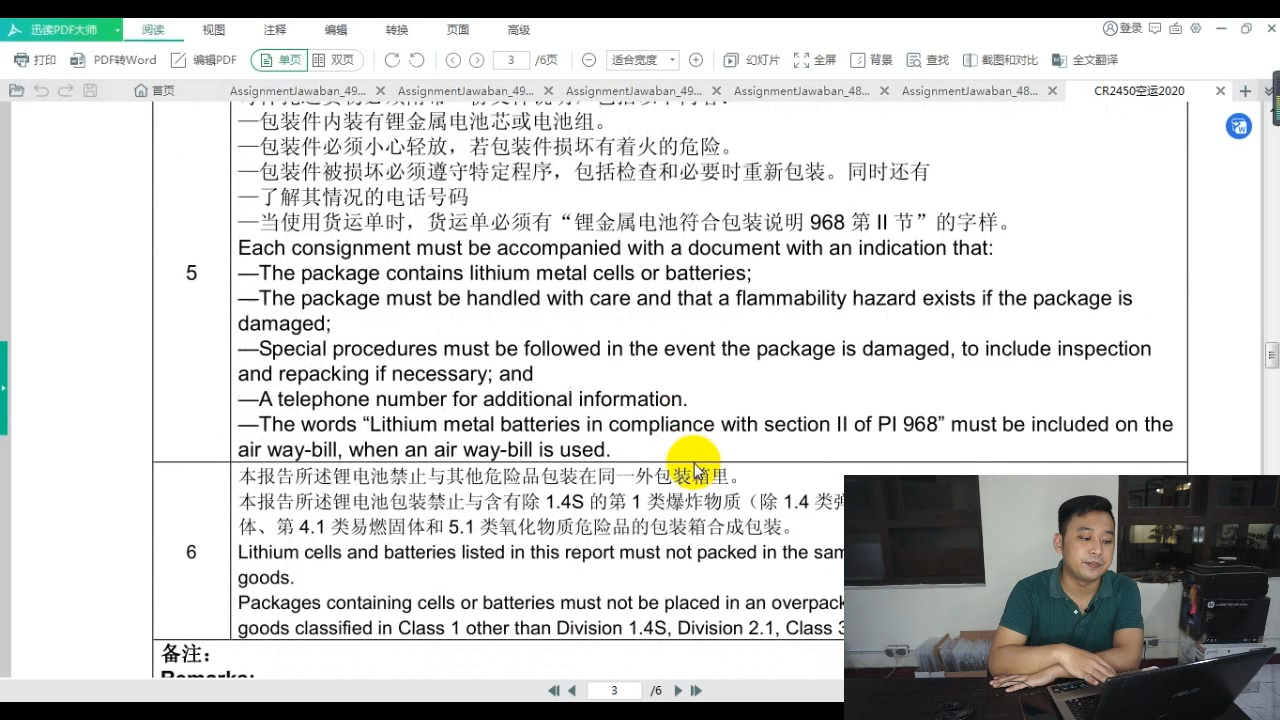 迅读PDF大师
阅读
视图
注释
编辑
转换
页面
高级
登录
打印
PDF转Word
编辑PDF
单页
双页
3
/6页
适合宽度
幻灯片
全屏
背景
查找
截图和对比
全文翻译
首页
AssignmentJawaban_49...
AssignmentJawaban_49...
AssignmentJawaban_49...
AssignmentJawaban_48...
AssignmentJawaban_48...
CR2450空运2020
—包装件内装有锂金属电池芯或电池组。
—包装件必须小心轻放，若包装件损坏有着火的危险。
—包装件被损坏必须遵守特定程序，包括检查和必要时重新包装。同时还有
—了解其情况的电话号码
—当使用货运单时，货运单必须有“锂金属电池符合包装说明 968 第 II 节”的字样。
Each consignment must be accompanied with a document with an indication that:
5
—The package contains lithium metal cells or batteries;
—The package must be handled with care and that a flammability hazard exists if the package is
damaged;
—Special procedures must be followed in the event the package is damaged, to include inspection
and repacking if necessary; and
—A telephone number for additional information.
—The words “Lithium metal batteries in compliance with section II of PI 968” must be included on the
air way-bill, when an air way-bill is used.
本报告所述锂电池禁止与其他危险品包装在同一外包装箱里。
本报告所述锂电池包装禁止与含有除 1.4S 的第 1 类爆炸物质（除 1.4 类
体、第 4.1 类易燃固体和 5.1 类氧化物质危险品的包装箱合成包装。
6
Lithium cells and batteries listed in this report must not packed in the
goods.
Packages containing cells or batteries must not be placed in an overpack
goods classified in Class 1 other than Division 1.4S, Division 2.1, Class 3
备注：
Remarks:
3
/6
hp
ASUS